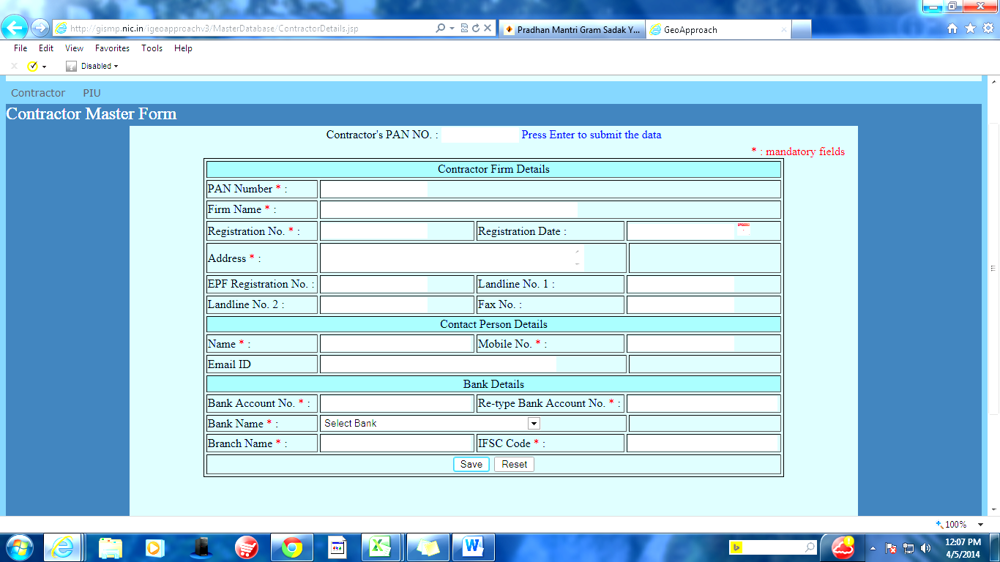 http://gismp.nic.in/igeoapproachv3/MasterDatabase/ContractorDetails.jsp
Pradhan Mantri Gram Sadak Y...
GeoApproach
File Edit View Favorites Tools Help
Disabled
Contractor PIU
Contractor Master Form
Contractor's PAN NO. : Press Enter to submit the data
* : mandatory fields
Contractor Firm Details
PAN Number * :
Firm Name * :
Registration No. * : Registration Date :
Address * :
EPF Registration No. : Landline No. 1 :
Landline No. 2 : Fax No. :
Contact Person Details
Name * : Mobile No. * :
Email ID
Bank Details
Bank Account No. * : Re-type Bank Account No. * :
Bank Name * : Select Bank
Branch Name * : IFSC Code * :
Save Reset
100%
12:07 PM
4/5/2014